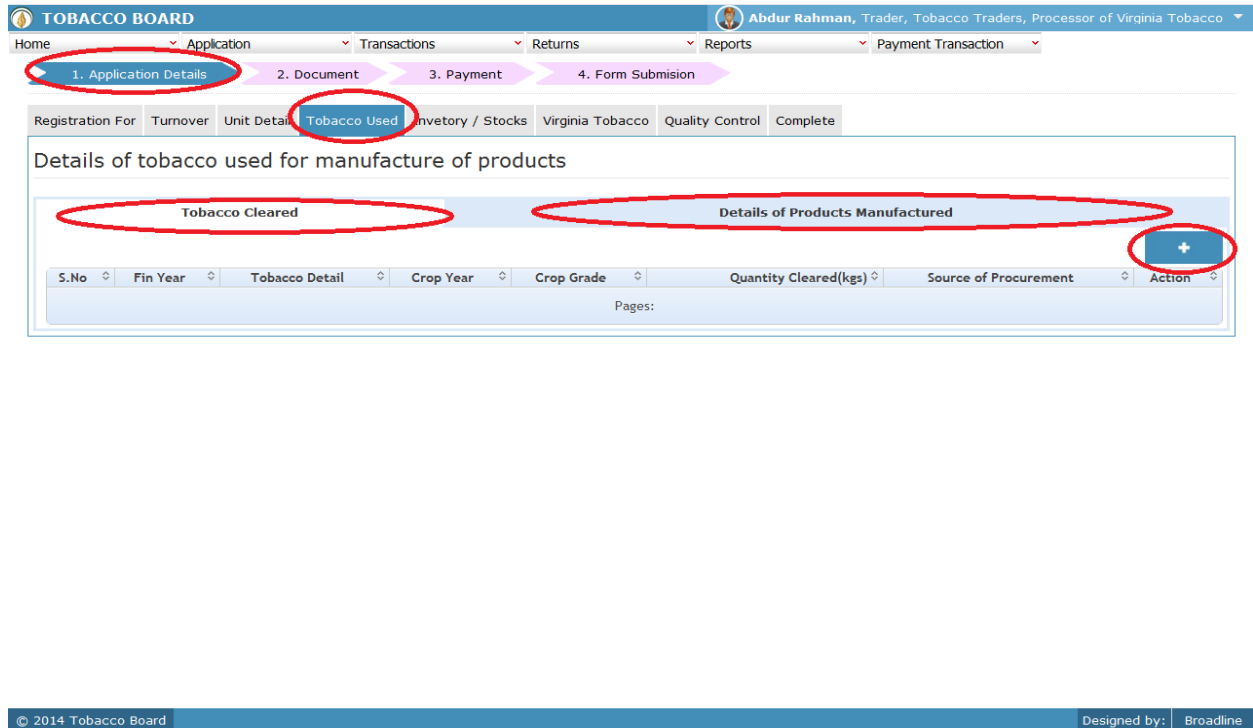 TOBACCO BOARD
Abdur Rahman, Trader, Tobacco Traders, Processor of Virginia Tobacco
Home Application Transactions Returns Reports Payment Transaction
1. Application Details 2. Document 3. Payment 4. Form Submision
Registration For Turnover Unit Detail Tobacco Used Invetory / Stocks Virginia Tobacco Quality Control Complete
Details of tobacco used for manufacture of products
Tobacco Cleared Details of Products Manufactured
+
S.No Fin Year Tobacco Detail Crop Year Crop Grade Quantity Cleared(kgs) Source of Procurement Action
Pages:
© 2014 Tobacco Board Designed by: Broadline